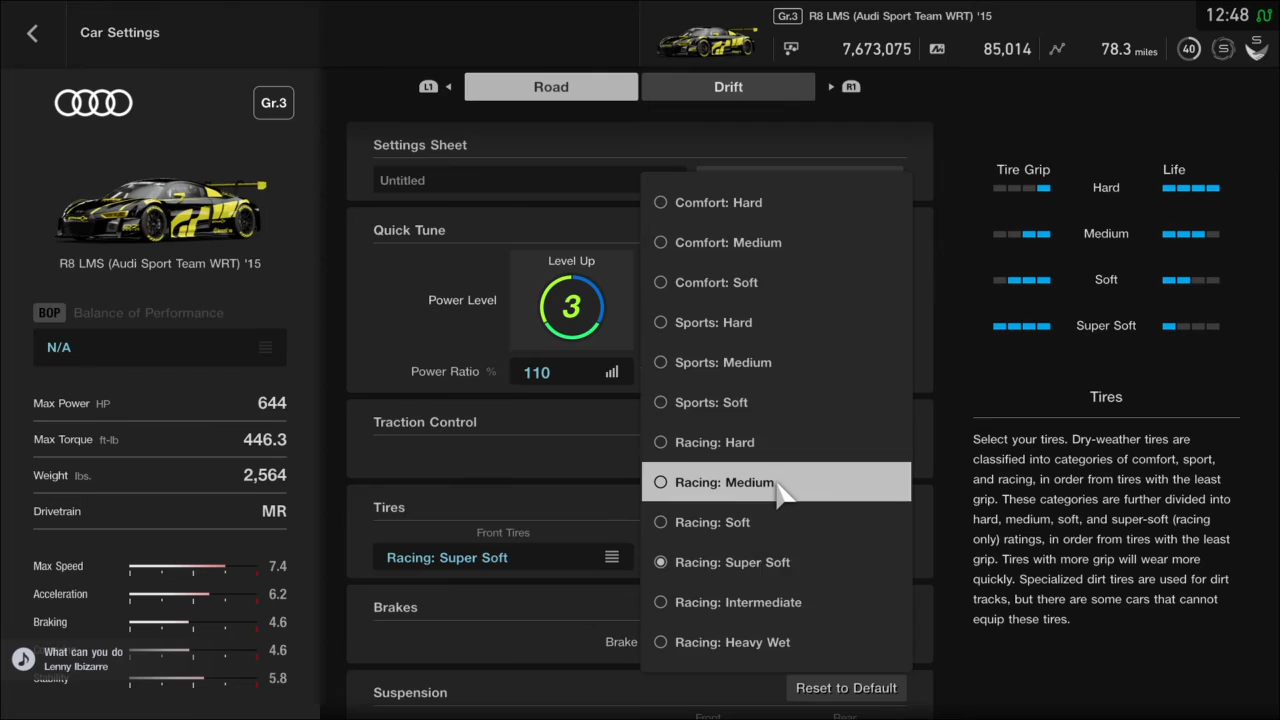 Car Settings
Gr.3 R8 LMS (Audi Sport Team WRT) '15
12:48
7,673,075
85,014
78.3 miles
40
S
S
L1
Road
Drift
R1
Gr.3
R8 LMS (Audi Sport Team WRT) '15
BOP Balance of Performance
N/A
Max Power HP 644
Max Torque ft-lb 446.3
Weight lbs. 2,564
Drivetrain MR
Max Speed 7.4
Acceleration 6.2
Braking 4.6
4.6
Stability 5.8
What can you do
Lenny Ibizarre
Settings Sheet
Untitled
Quick Tune
Level Up
Power Level 3
Power Ratio % 110
Traction Control
Tires
Front Tires
Racing: Super Soft
Brakes
Brake
Suspension
Front Rear
Reset to Default
Comfort: Hard
Comfort: Medium
Comfort: Soft
Sports: Hard
Sports: Medium
Sports: Soft
Racing: Hard
Racing: Medium
Racing: Soft
Racing: Super Soft
Racing: Intermediate
Racing: Heavy Wet
Tire Grip Life
Hard
Medium
Soft
Super Soft
Tires
Select your tires. Dry-weather tires are
classified into categories of comfort, sport,
and racing, in order from tires with the least
grip. These categories are further divided into
hard, medium, soft, and super-soft (racing
only) ratings, in order from tires with the least
grip. Tires with more grip will wear more
quickly. Specialized dirt tires are used for dirt
tracks, but there are some cars that cannot
equip these tires.